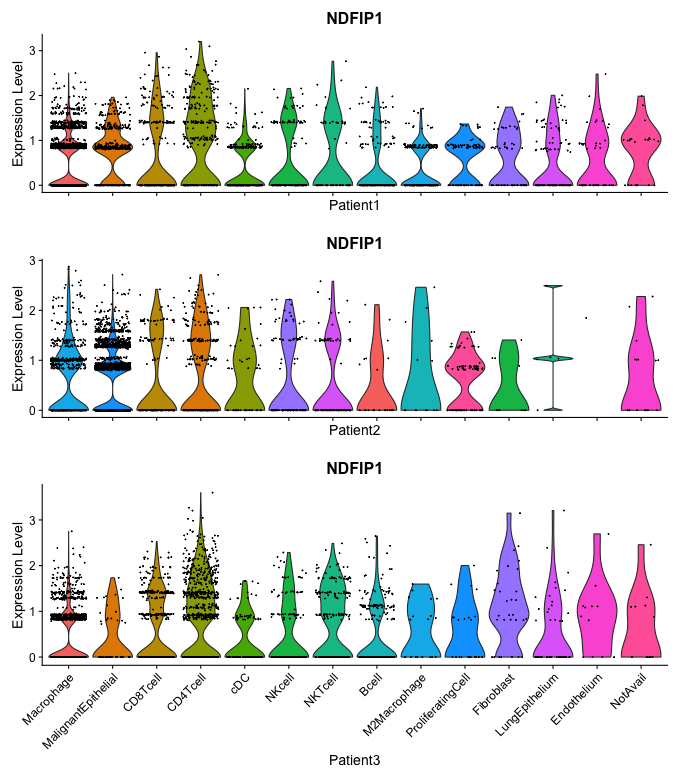 NDFIP1
Expression Level
3
2
1
0
Patient1
NDFIP1
Expression Level
3
2
1
0
Patient2
NDFIP1
Expression Level
3
2
1
0
Macrophage
MalignantEpithelial
CD8Tcell
CD4Tcell
cDC
NKcell
NKTcell
Bcell
M2Macrophage
ProliferatingCell
Fibroblast
LungEpithelium
Endothelium
NotAvail
Patient3